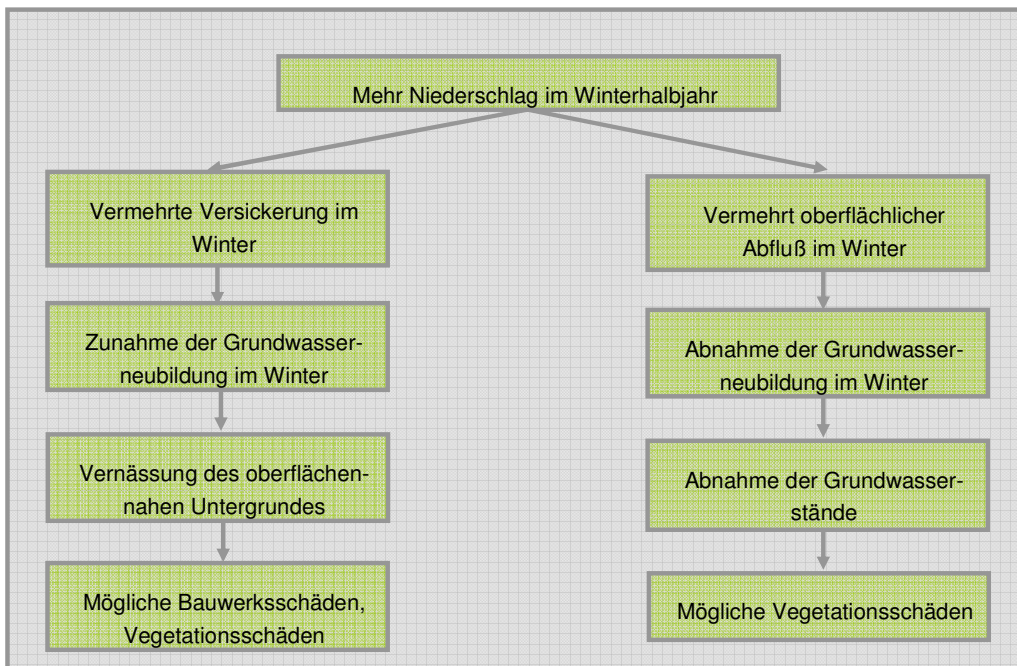 Mehr Niederschlag im Winterhalbjahr
Vermehrte Versickerung im
Winter
Zunahme der Grundwasser-
neubildung im Winter
Vernässung des oberflächen-
nahen Untergrundes
Mögliche Bauwerksschäden,
Vegetationsschäden
Vermehrt oberflächlicher
Abfluß im Winter
Abnahme der Grundwasser-
neubildung im Winter
Abnahme der Grundwasser-
stände
Mögliche Vegetationsschäden